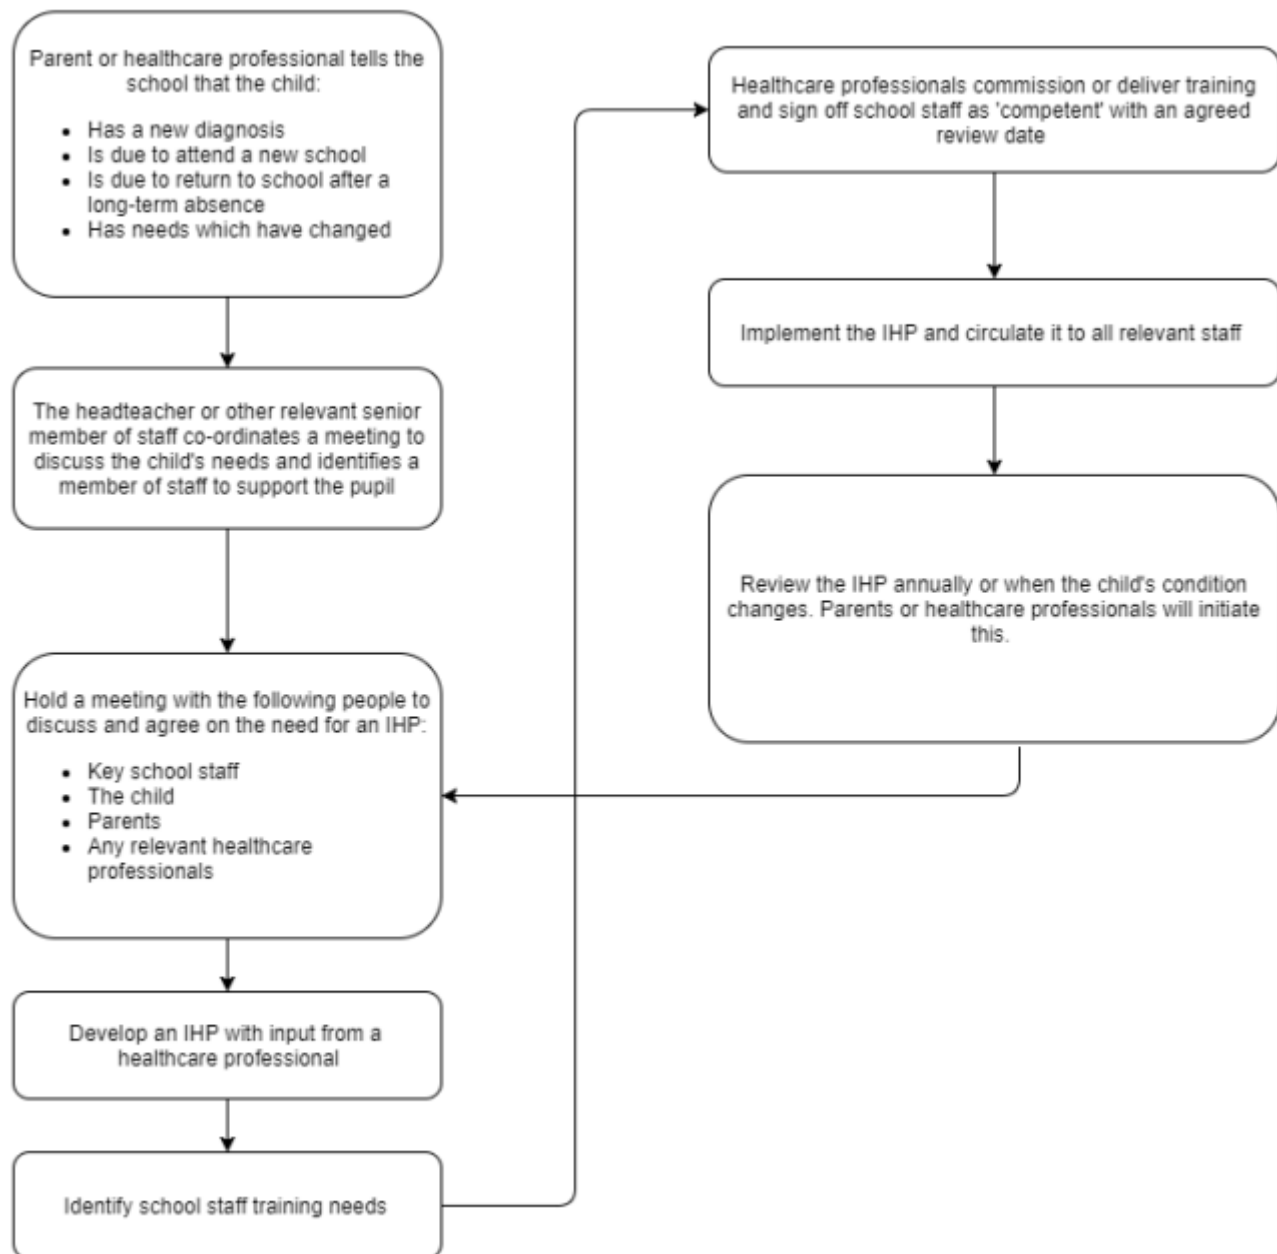 Parent or healthcare professional tells the
school that the child:
• Has a new diagnosis
• Is due to attend a new school
• Is due to return to school after a
long-term absence
• Has needs which have changed
The headteacher or other relevant senior
member of staff co-ordinates a meeting to
discuss the child's needs and identifies a
member of staff to support the pupil
Hold a meeting with the following people to
discuss and agree on the need for an IHP:
• Key school staff
• The child
• Parents
• Any relevant healthcare
professionals
Develop an IHP with input from a
healthcare professional
Identify school staff training needs
Healthcare professionals commission or deliver training
and sign off school staff as 'competent' with an agreed
review date
Implement the IHP and circulate it to all relevant staff
Review the IHP annually or when the child's condition
changes. Parents or healthcare professionals will initiate
this.